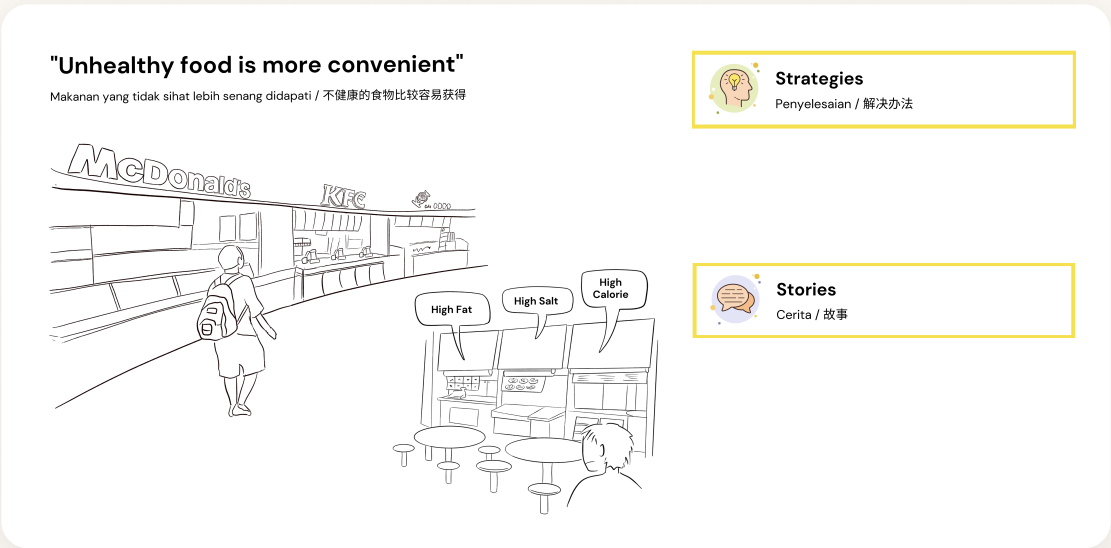 "Unhealthy food is more convenient"
Makanan yang tidak sihat lebih senang didapati / 不健康的食物比较容易获得
McDonald's
KFC
High Fat
High Salt
High
Calorie
Strategies
Penyelesaian / 解决办法
Stories
Cerita / 故事